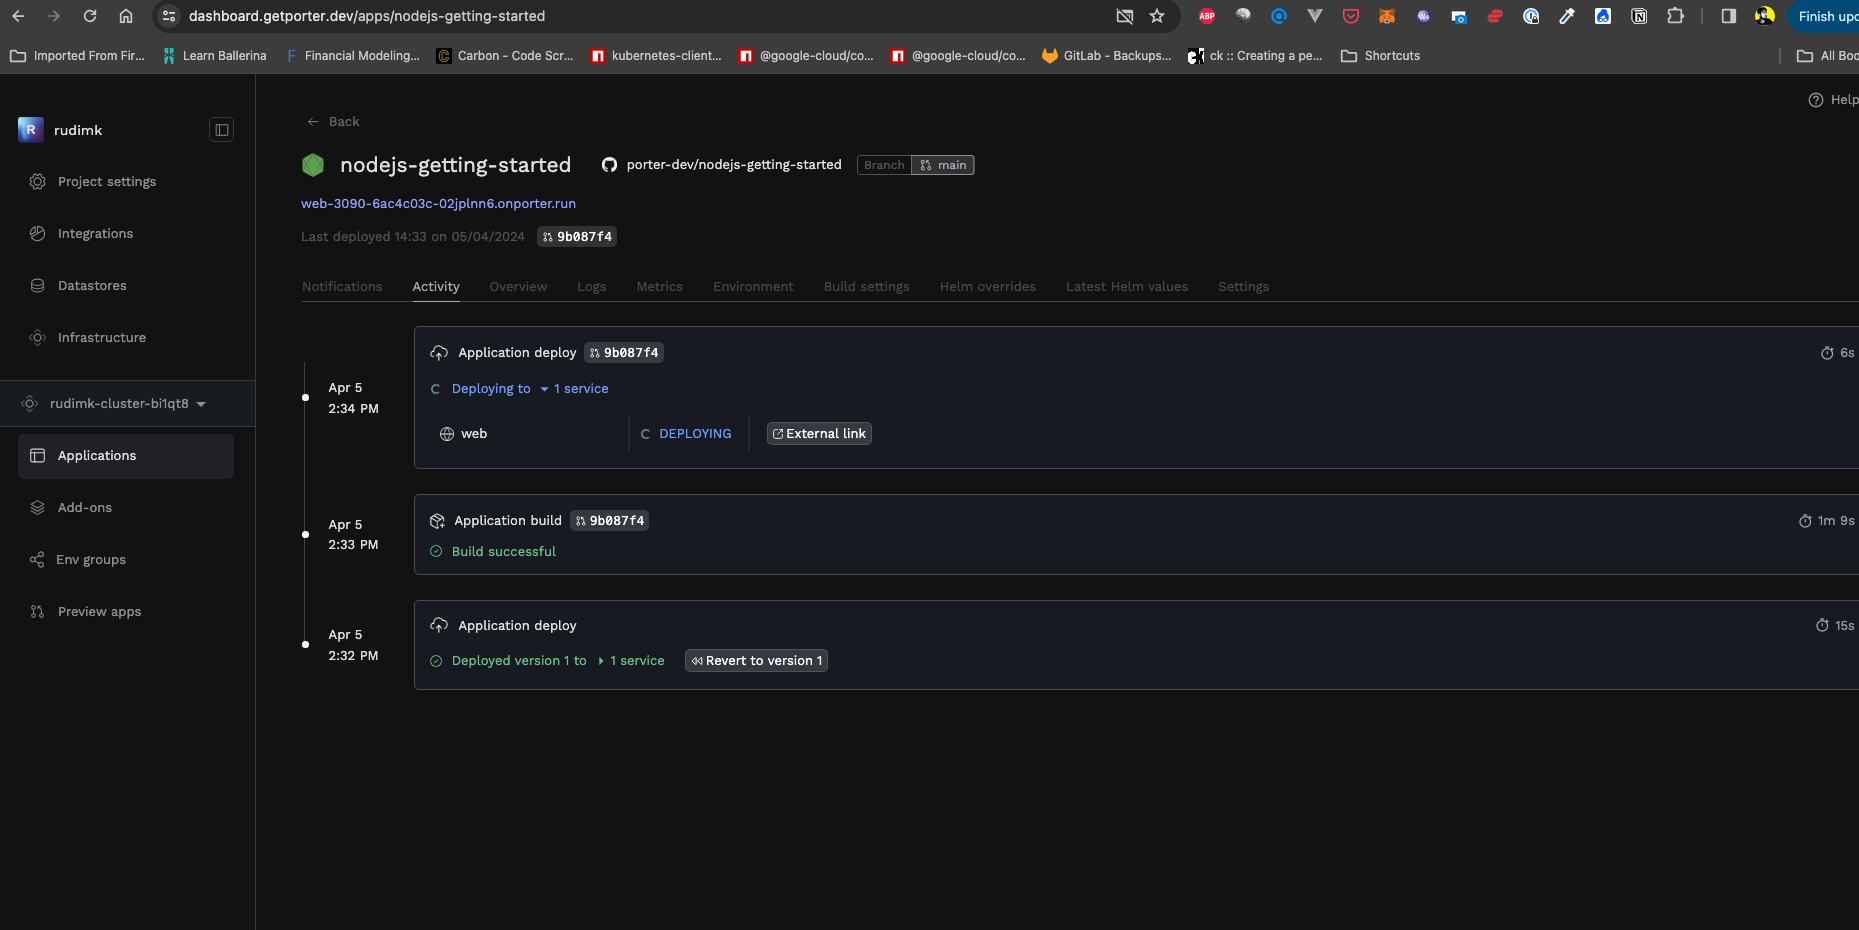 dashboard.getporter.dev/apps/nodejs-getting-started
ABP
Finish upd
Imported From Fir...
Learn Ballerina
Financial Modeling...
Carbon - Code Scr...
kubernetes-client...
@google-cloud/co...
@google-cloud/co...
GitLab - Backups...
ck :: Creating a pe...
Shortcuts
All Boo
Help
R rudimk
Project settings
Integrations
Datastores
Infrastructure
rudimk-cluster-bi1qt8
Applications
Add-ons
Env groups
Preview apps
Back
nodejs-getting-started porter-dev/nodejs-getting-started Branch main
web-3090-6ac4c03c-02jplnn6.onporter.run
Last deployed 14:33 on 05/04/2024 9b087f4
Notifications Activity Overview Logs Metrics Environment Build settings Helm overrides Latest Helm values Settings
Apr 5
2:34 PM
Application deploy 9b087f4 6s
Deploying to 1 service
web DEPLOYING External link
Apr 5
2:33 PM
Application build 9b087f4 1m 9s
Build successful
Apr 5
2:32 PM
Application deploy 15s
Deployed version 1 to 1 service Revert to version 1